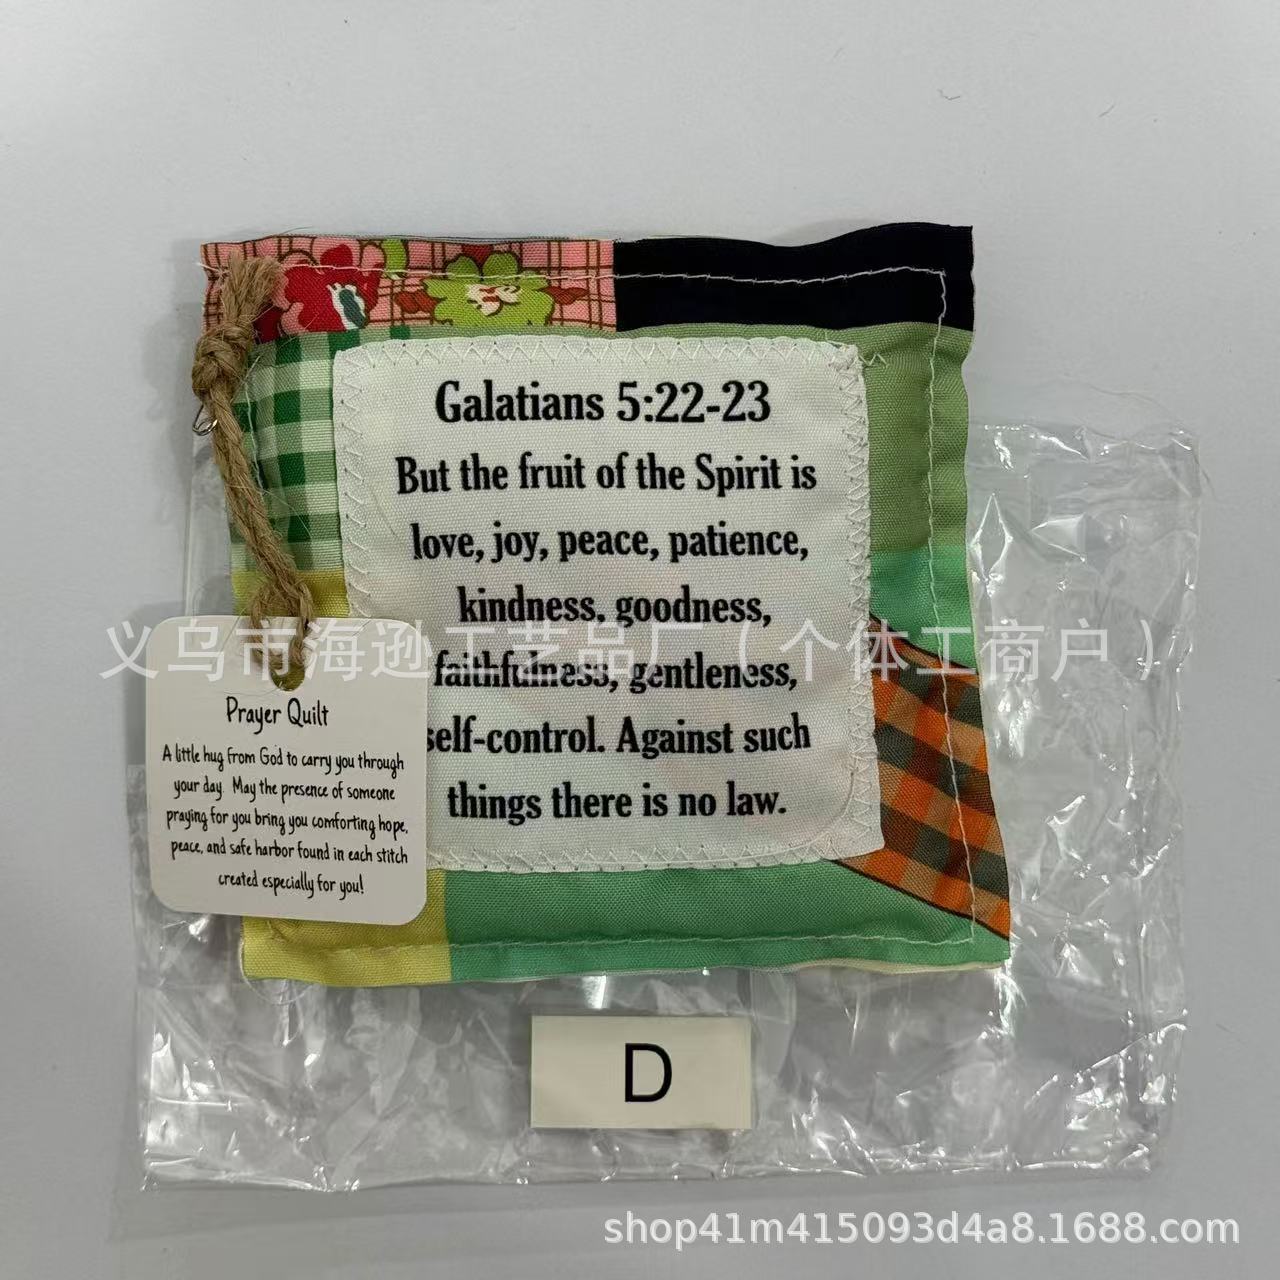 Galatians 5:22-23
But the fruit of the Spirit is
love, joy, peace, patience,
kindness, goodness,
faithfulness, gentleness,
self-control. Against such
things there is no law.
义乌市海逊工艺品厂(个体工商户)
Prayer Quilt
A little hug from God to carry you through
your day. May the presence of someone
praying for you bring you comforting hope,
peace, and safe harbor found in each stitch
created especially for you!
D
shop41m415093d4a8.1688.com